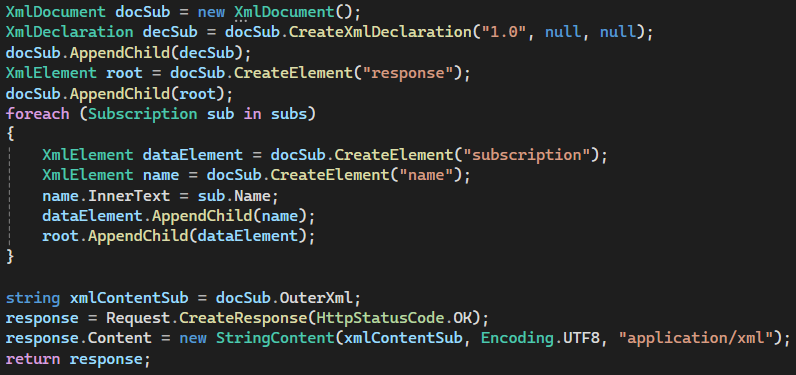 XmlDocument docSub = new XmlDocument();
XmlDeclaration decSub = docSub.CreateXmlDeclaration("1.0", null, null);
docSub.AppendChild(decSub);
XmlElement root = docSub.CreateElement("response");
docSub.AppendChild(root);
foreach (Subscription sub in subs)
{
    XmlElement dataElement = docSub.CreateElement("subscription");
    XmlElement name = docSub.CreateElement("name");
    name.InnerText = sub.Name;
    dataElement.AppendChild(name);
    root.AppendChild(dataElement);
}

string xmlContentSub = docSub.OuterXml;
response = Request.CreateResponse(HttpStatusCode.OK);
response.Content = new StringContent(xmlContentSub, Encoding.UTF8, "application/xml");
return response;